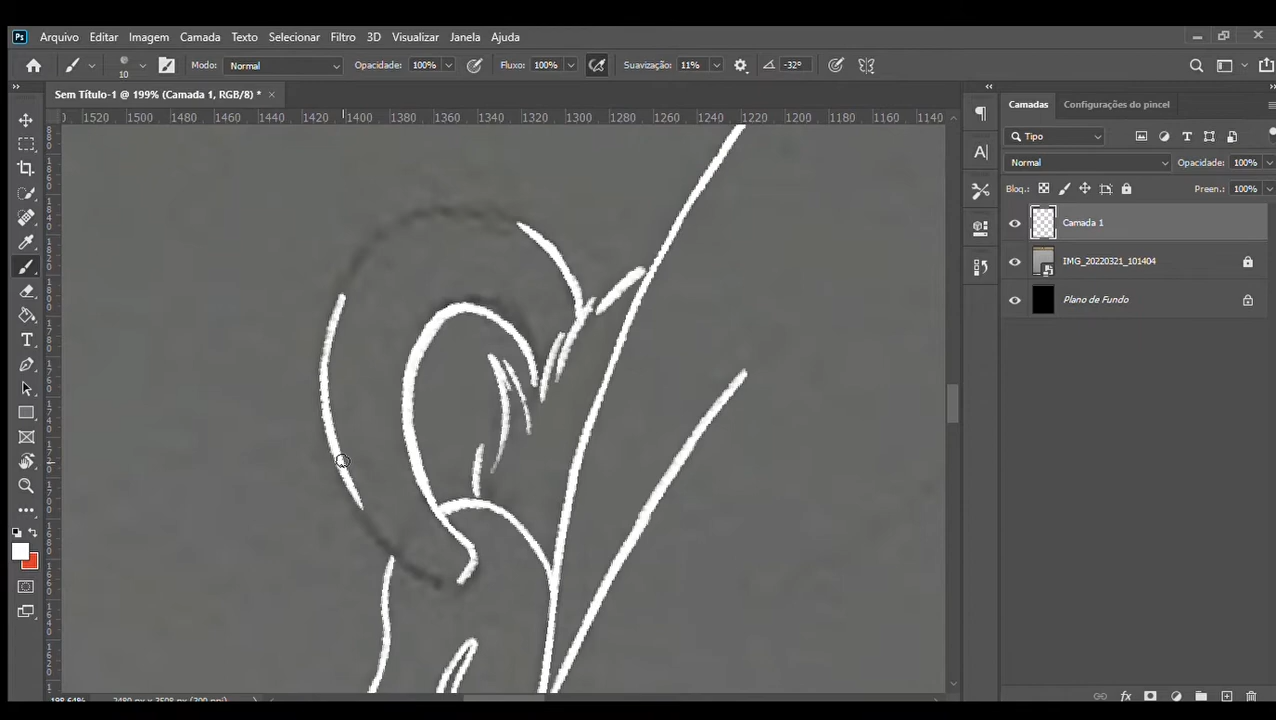 Ps Arquivo Editar Imagem Camada Texto Selecionar Filtro 3D Visualizar Janela Ajuda
10 Modo: Normal Opacidade: 100% Fluxo: 100% Suavização: 11% -32°
Sem Título-1 @ 199% (Camada 1, RGB/8) * ×
1520 1500 1480 1460 1440 1420 1400 1380 1360 1340 1320 1300 1280 1260 1240 1220 1200 1180 1160 1140
Camadas Configurações do pincel
Tipo
Normal Opacidade: 100%
Bloq.: Preen.: 100%
Camada 1
IMG_20220321_101404
Plano de Fundo